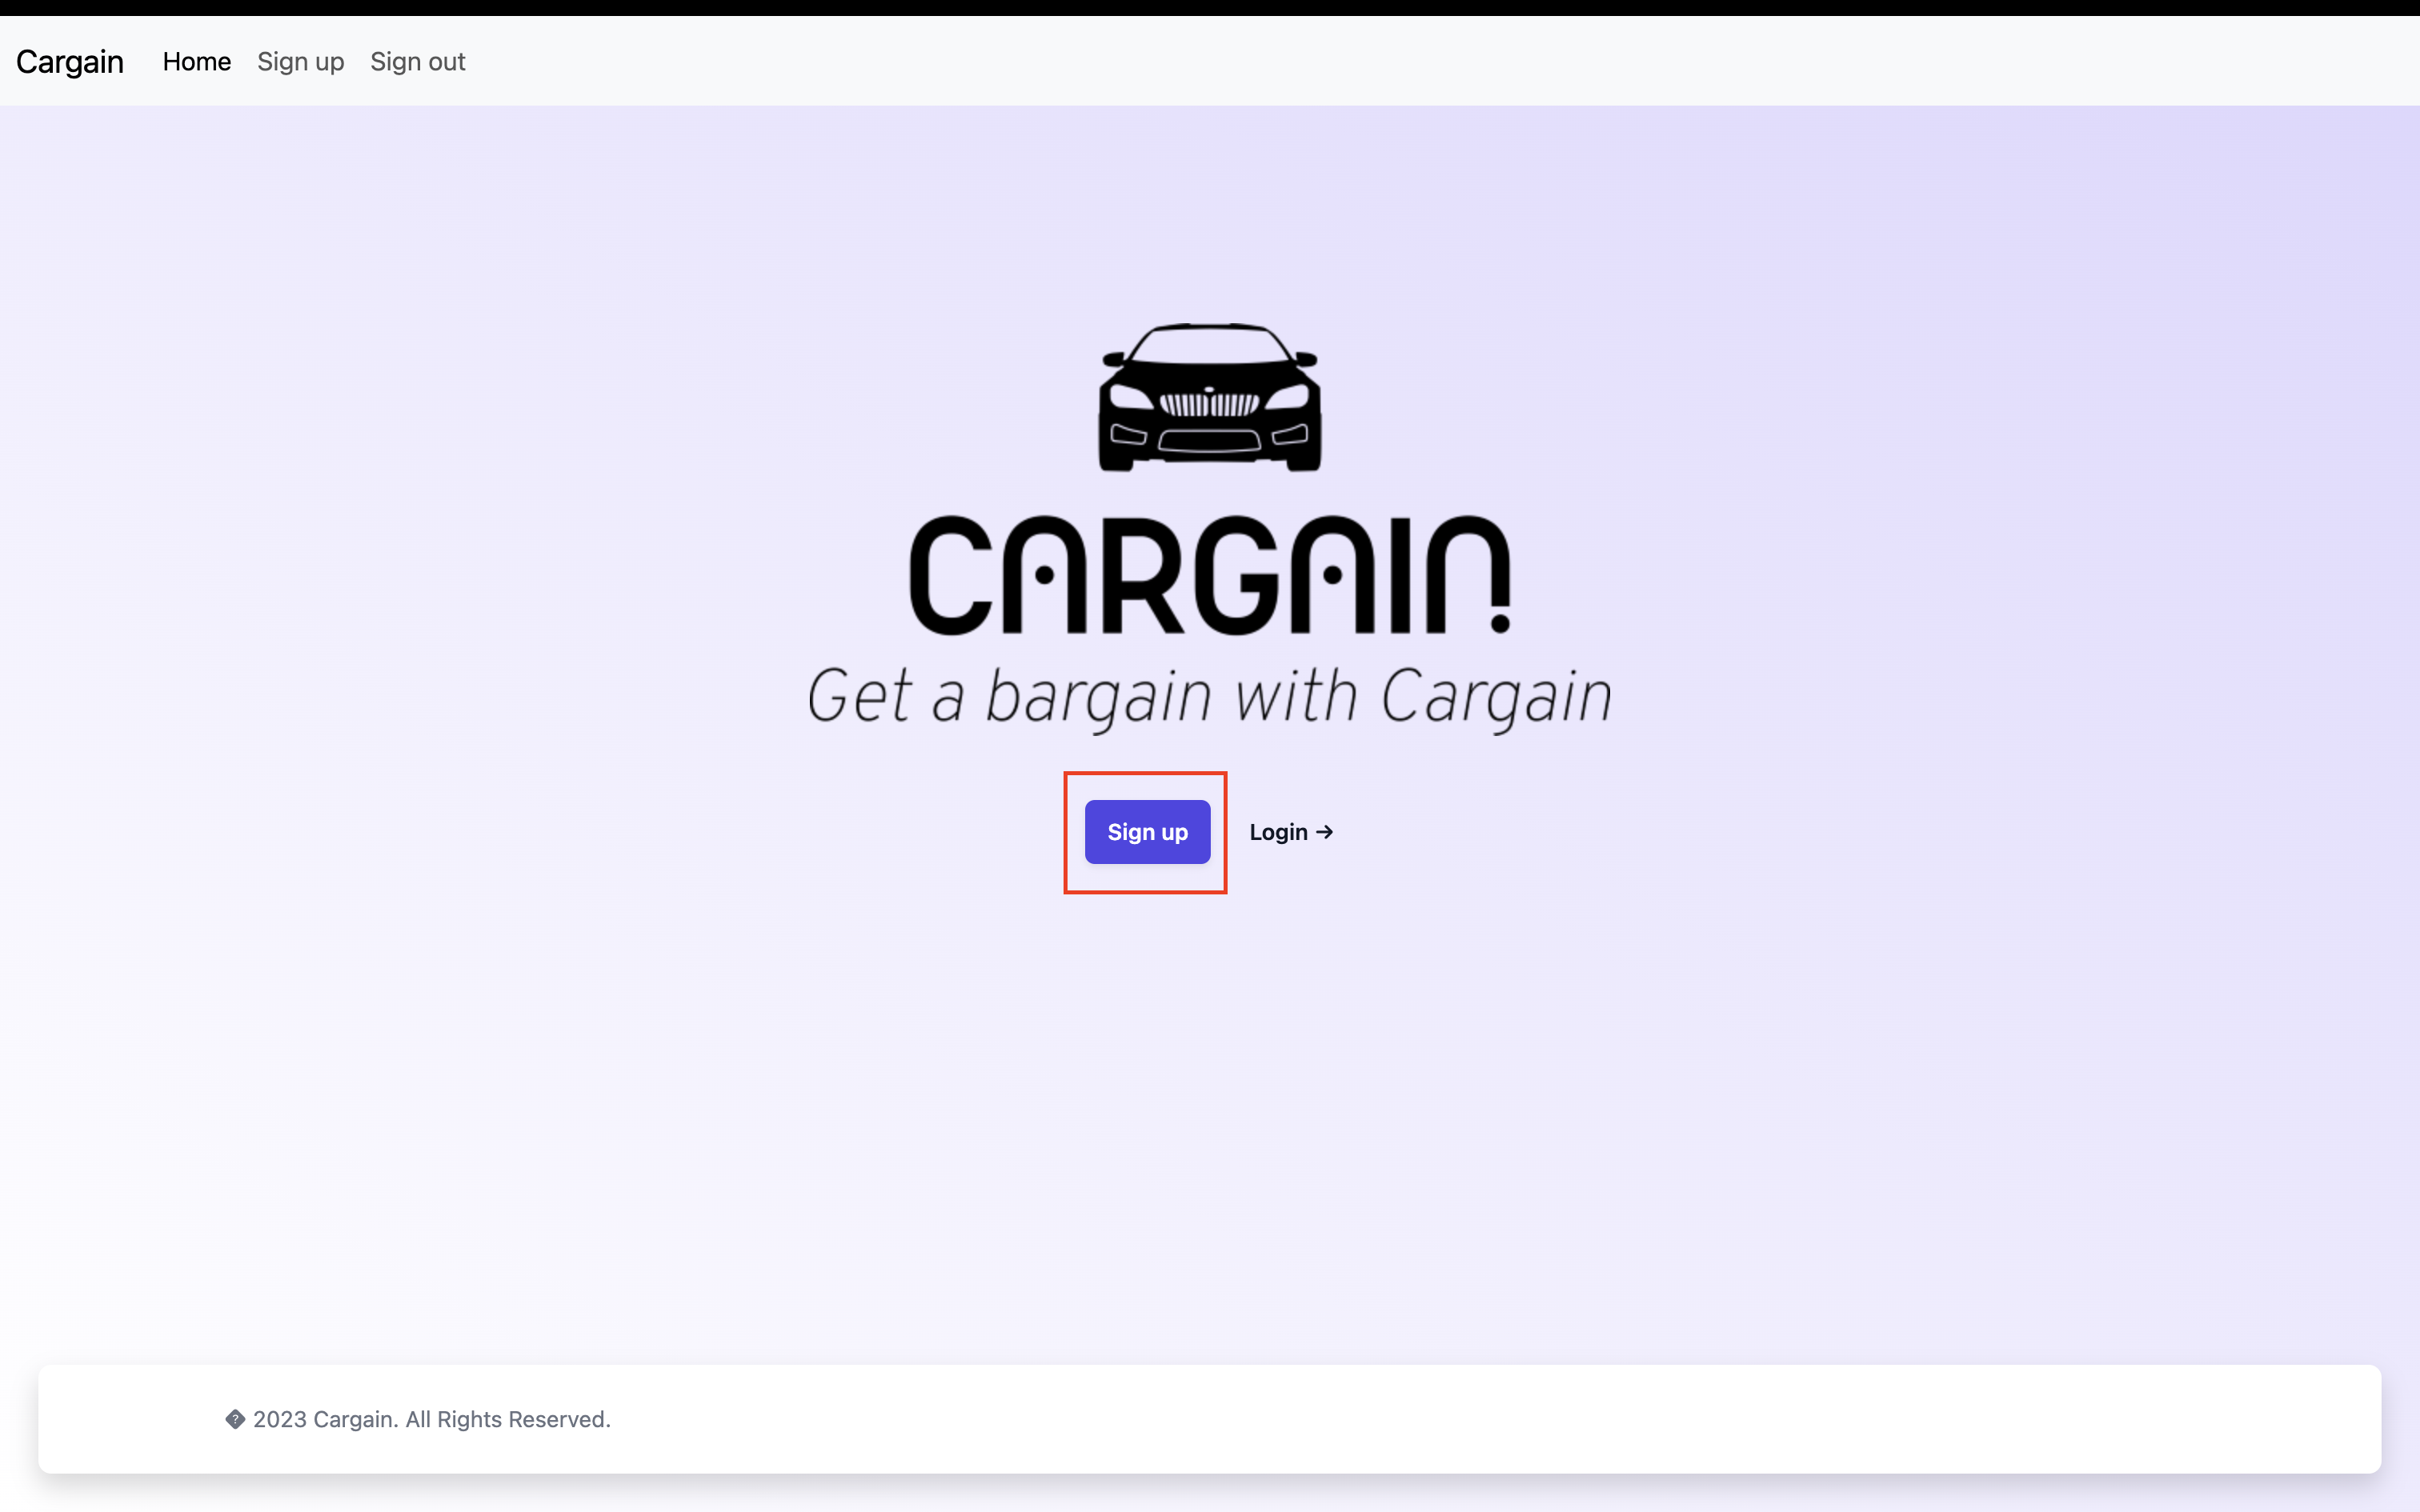 Cargain Home Sign up Sign out
CARGAIN
Get a bargain with Cargain
Sign up Login →
� 2023 Cargain. All Rights Reserved.